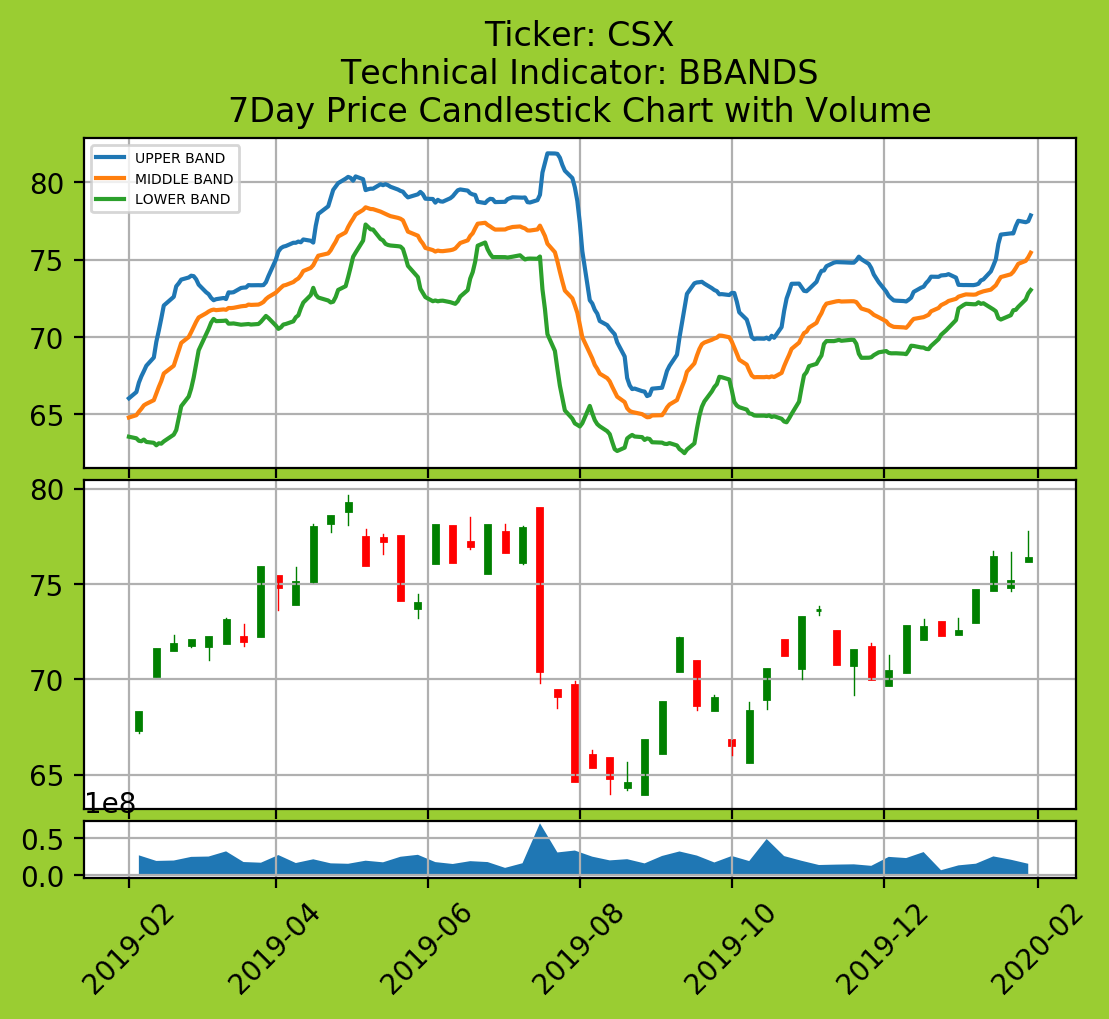 Ticker: CSX
Technical Indicator: BBANDS
7Day Price Candlestick Chart with Volume
UPPER BAND
MIDDLE BAND
LOWER BAND
80
75
70
65
80
75
70
65
1e8
0.5
0.0
2019-02
2019-04
2019-06
2019-08
2019-10
2019-12
2020-02